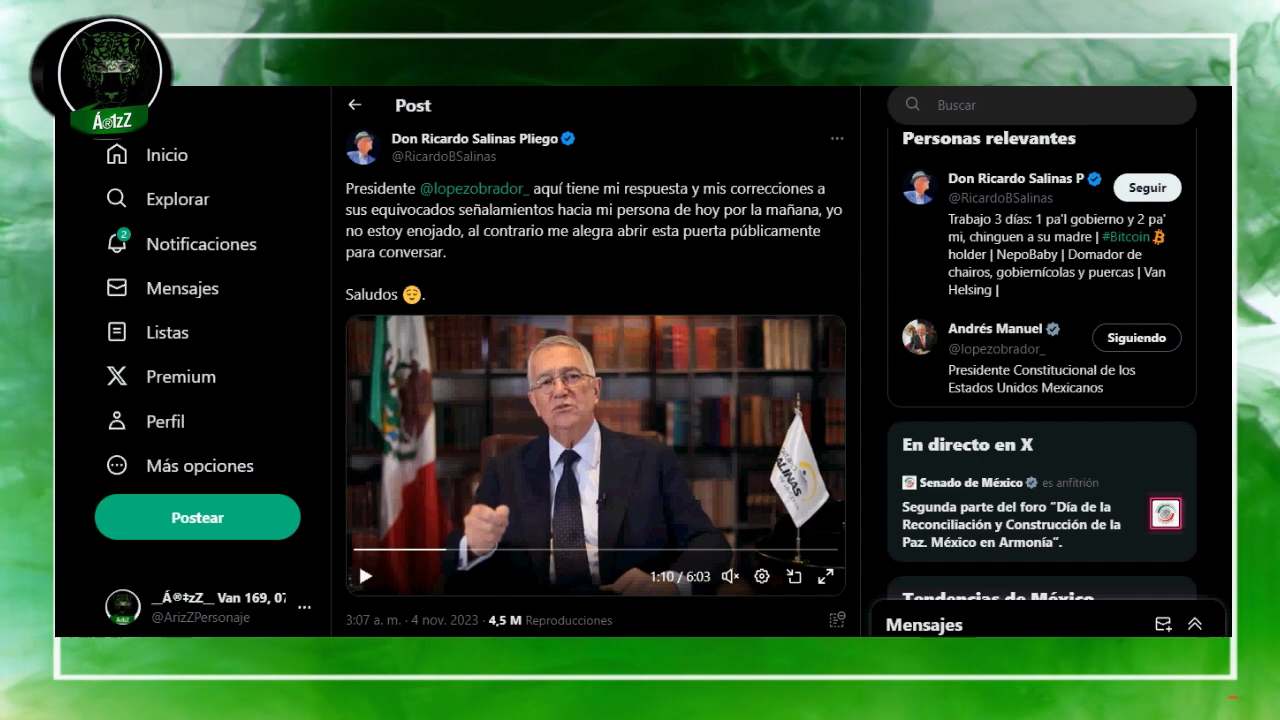 Á®1zZ
Inicio
Explorar
2
Notificaciones
Mensajes
Listas
Premium
Perfil
Más opciones
Postear
__Á®‡zZ__ Van 169, 07
@ArizZPersonaje
Post
Don Ricardo Salinas Pliego
@RicardoBSalinas
Presidente @lopezobrador_ aquí tiene mi respuesta y mis correcciones a
sus equivocados señalamientos hacia mi persona de hoy por la mañana, yo
no estoy enojado, al contrario me alegra abrir esta puerta públicamente
para conversar.
Saludos 😌.
SALINAS
1:10 / 6:03
3:07 a. m. · 4 nov. 2023 · 4,5 M Reproducciones
Buscar
Personas relevantes
Don Ricardo Salinas P
@RicardoBSalinas
Seguir
Trabajo 3 días: 1 pa'l gobierno y 2 pa'
mi, chinguen a su madre | #Bitcoin
holder | NepoBaby | Domador de
chairos, gobiernícolas y puercas | Van
Helsing |
Andrés Manuel
@lopezobrador_
Siguiendo
Presidente Constitucional de los
Estados Unidos Mexicanos
En directo en X
Senado de México es anfitrión
Segunda parte del foro “Día de la
Reconciliación y Construcción de la
Paz. México en Armonía”.
Tendencias de México
Mensajes